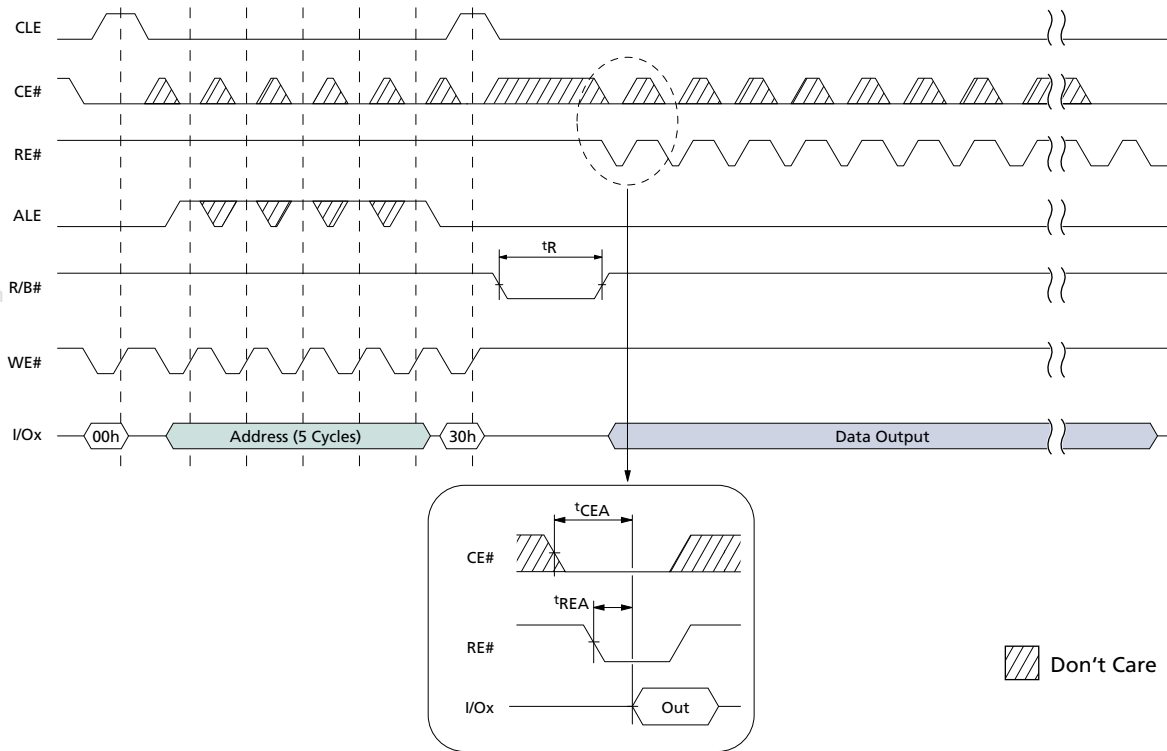 CLE
CE#
RE#
ALE
tR
R/B#
WE#
I/Ox
00h
Address (5 Cycles)
30h
Data Output
tCEA
CE#
tREA
RE#
Don't Care
I/Ox
Out